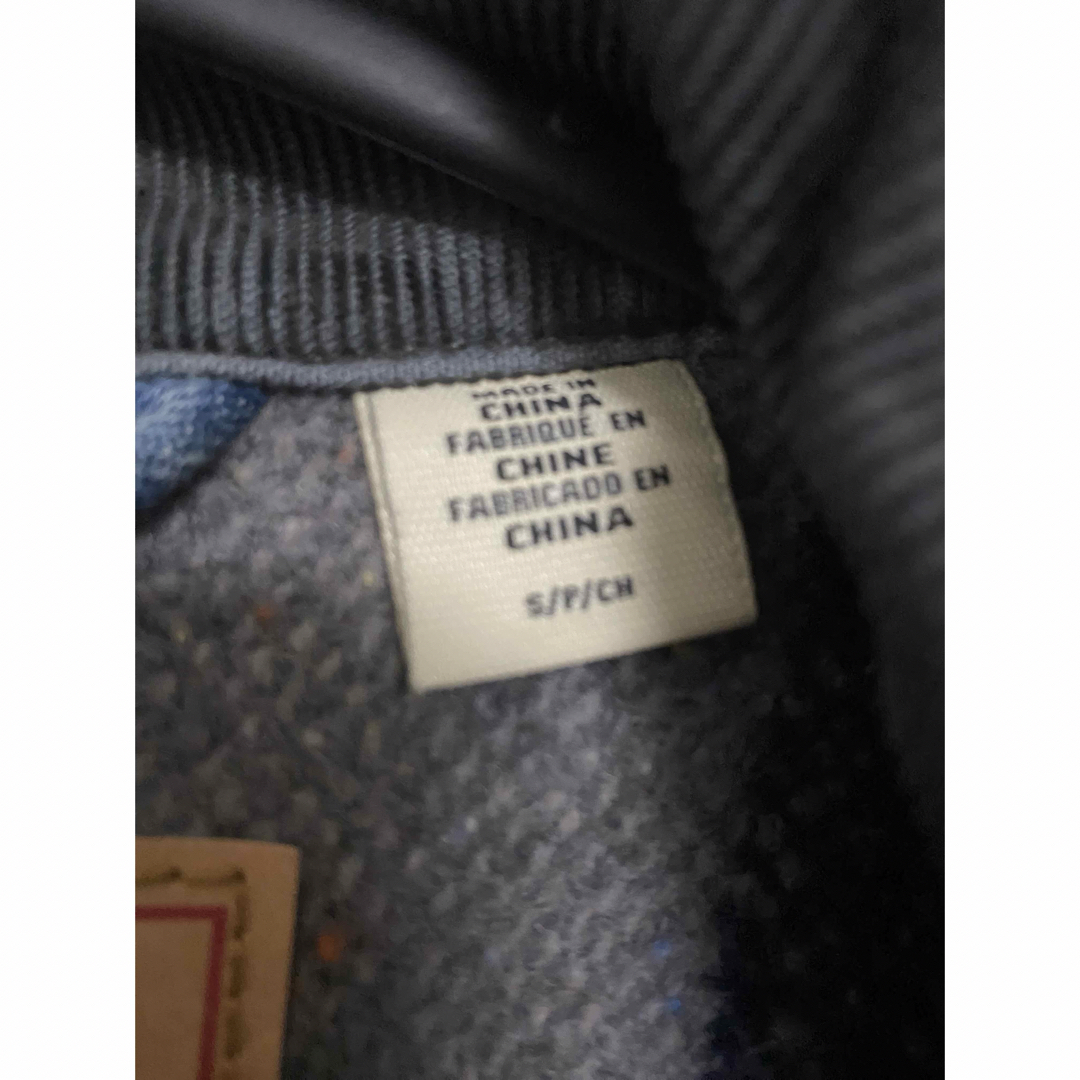 MADE IN
CHINA
FABRIQUÉ EN
CHINE
FABRICADO EN
CHINA
S/P/CH